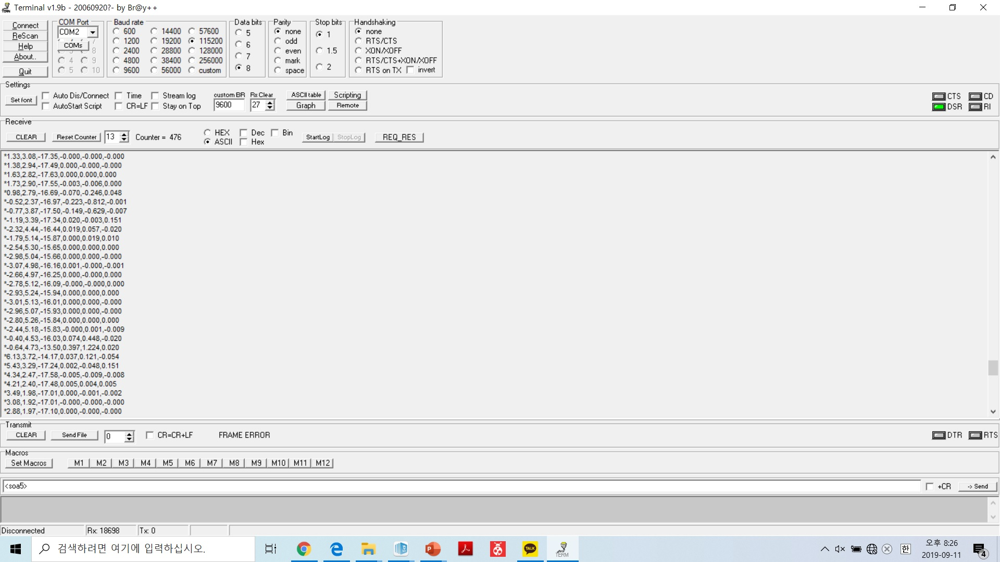 Terminal v1.9b - 20060920?- by Br@y++
Connect
ReScan
Help
About..
Quit
COM Port
COM2
COMs
7
8
4 9
5 10
Baud rate
600 14400 57600
1200 19200 115200
2400 28800 128000
4800 38400 256000
9600 56000 custom
Data bits
5
6
7
8
Parity
none
odd
even
mark
space
Stop bits
1
1.5
2
Handshaking
none
RTS/CTS
XON/XOFF
RTS/CTS+XON/XOFF
RTS on TX invert
Settings
Set font
Auto Dis/Connect Time Stream log
AutoStart Script CR=LF Stay on Top
custom BR Rx Clear
9600 27
ASCII table Scripting
Graph Remote
CTS CD
DSR RI
Receive
CLEAR Reset Counter 13 Counter = 476
HEX Dec Bin
ASCII Hex
StartLog StopLog REQ_RES
*1.33,3.08,-17.35,-0.000,-0.000,-0.000
*1.38,2.94,-17.49,0.000,-0.000,-0.000
*1.63,2.82,-17.63,0.000,0.000,0.000
*1.73,2.90,-17.55,-0.003,-0.006,0.000
*0.98,2.79,-16.69,-0.070,-0.246,0.048
*-0.52,2.37,-16.97,-0.223,-0.812,-0.001
*-0.77,3.87,-17.50,-0.149,-0.629,-0.007
*-1.19,3.39,-17.34,0.020,-0.003,0.151
*-2.32,4.44,-16.44,0.019,0.057,-0.020
*-1.79,5.14,-15.87,0.000,0.019,0.010
*-2.54,5.30,-15.65,0.000,0.000,0.000
*-2.98,5.04,-15.66,0.000,0.000,-0.000
*-3.07,4.98,-16.16,0.001,-0.000,-0.001
*-2.66,4.97,-16.25,0.000,-0.000,0.000
*-2.78,5.12,-16.09,-0.000,-0.000,0.000
*-2.93,5.24,-15.94,0.000,0.000,0.000
*-3.01,5.13,-16.01,0.000,0.000,-0.000
*-2.96,5.07,-15.93,0.000,0.000,-0.000
*-2.80,5.26,-15.84,0.000,0.000,0.000
*-2.44,5.18,-15.83,-0.000,0.001,-0.009
*-0.40,4.53,-16.03,0.074,0.448,-0.020
*-0.64,4.73,-13.50,0.397,1.224,0.020
*6.13,3.72,-14.17,0.037,0.121,-0.054
*5.43,3.29,-17.24,0.002,-0.048,0.151
*4.34,2.47,-17.58,-0.005,-0.009,-0.008
*4.21,2.40,-17.48,0.005,0.004,0.005
*3.49,1.98,-17.01,0.000,-0.001,-0.002
*3.08,1.92,-17.01,-0.000,-0.000,-0.000
*2.88,1.97,-17.10,0.000,-0.000,-0.000
Transmit
CLEAR Send File 0 CR=CR+LF FRAME ERROR
DTR RTS
Macros
Set Macros M1 M2 M3 M4 M5 M6 M7 M8 M9 M10 M11 M12
<soa5>
+CR -> Send
Disconnected Rx: 18698 Tx: 0
검색하려면 여기에 입력하십시오.
TALK
TERM
한
오후 8:26
2019-09-11
4